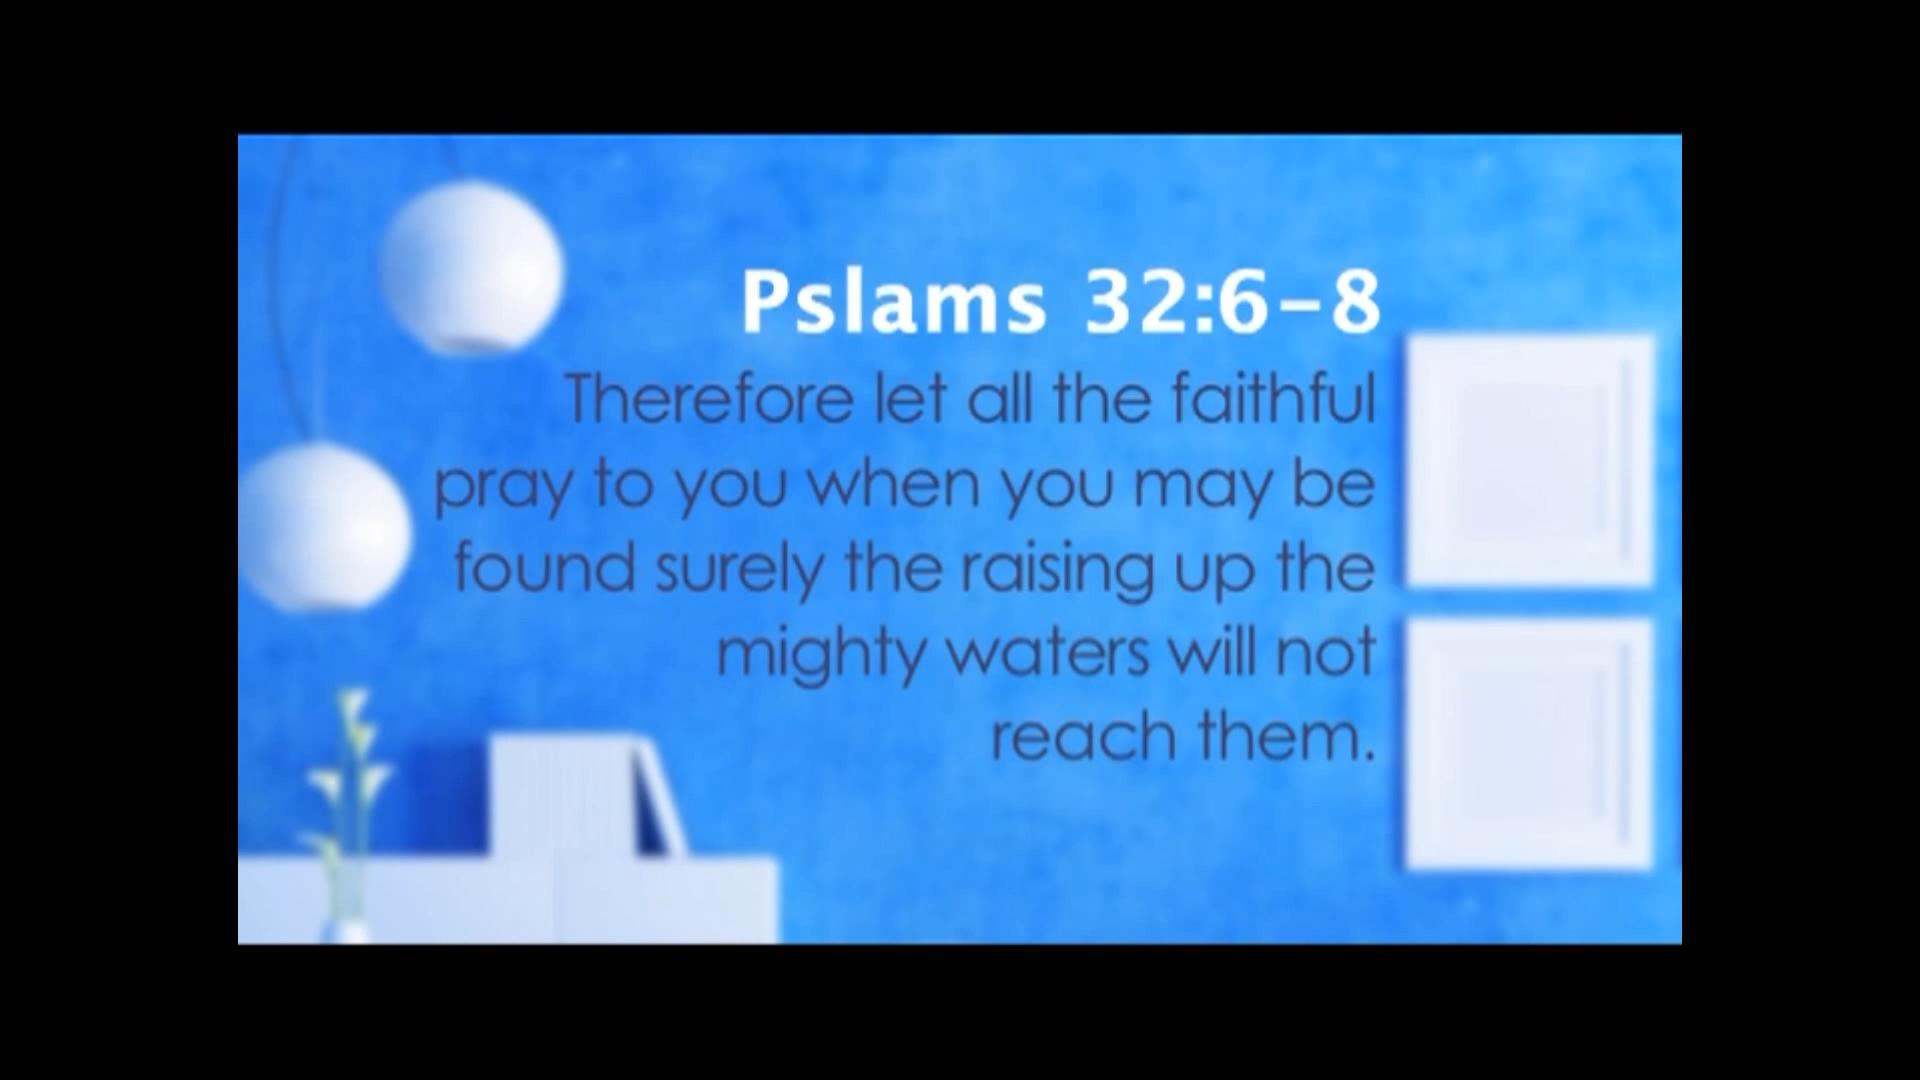 Pslams 32:6-8
Therefore let all the faithful
pray to you when you may be
found surely the raising up the
mighty waters will not
reach them.